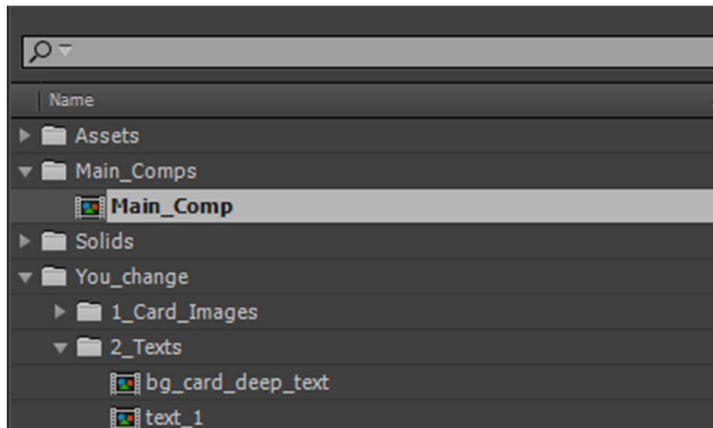 Name
Assets
Main_Comps
Main_Comp
Solids
You_change
1_Card_Images
2_Texts
bg_card_deep_text
text_1